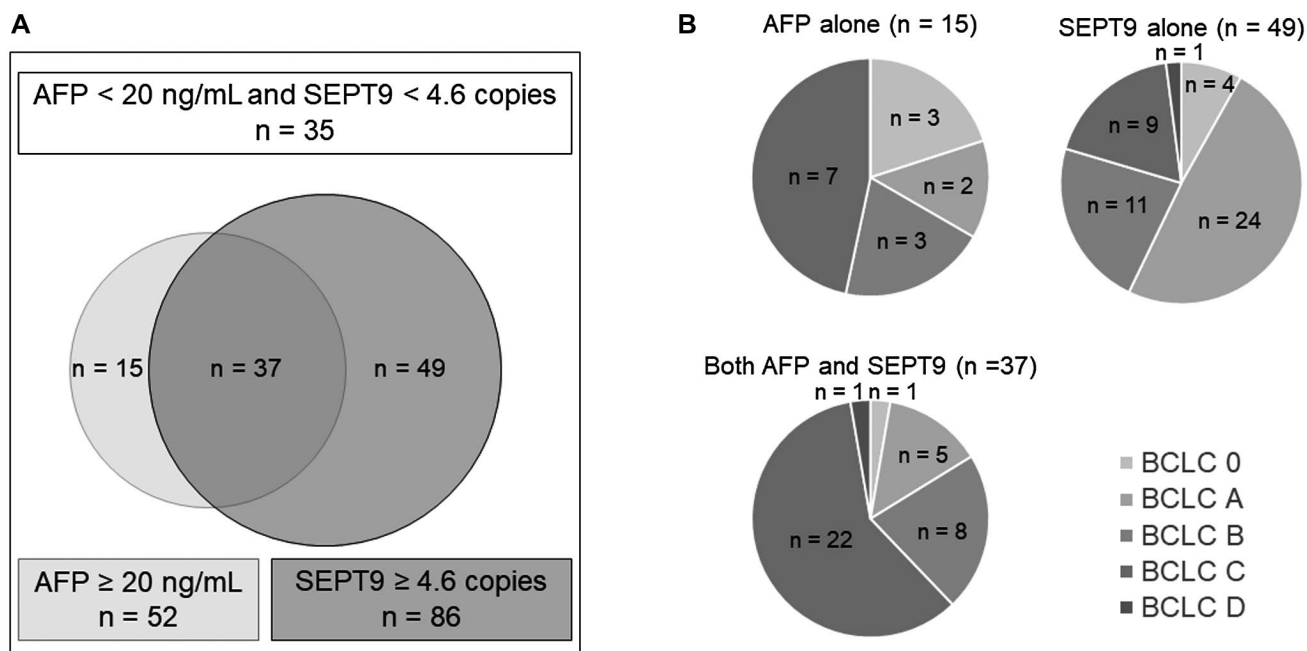 A
AFP < 20 ng/mL and SEPT9 < 4.6 copies
n = 35
n = 15
n = 37
n = 49
AFP ≥ 20 ng/mL
n = 52
SEPT9 ≥ 4.6 copies
n = 86
B
AFP alone (n = 15)
n = 3
n = 2
n = 3
n = 7
SEPT9 alone (n = 49)
n = 1
n = 4
n = 9
n = 11
n = 24
Both AFP and SEPT9 (n =37)
n = 1
n = 1
n = 5
n = 8
n = 22
BCLC 0
BCLC A
BCLC B
BCLC C
BCLC D